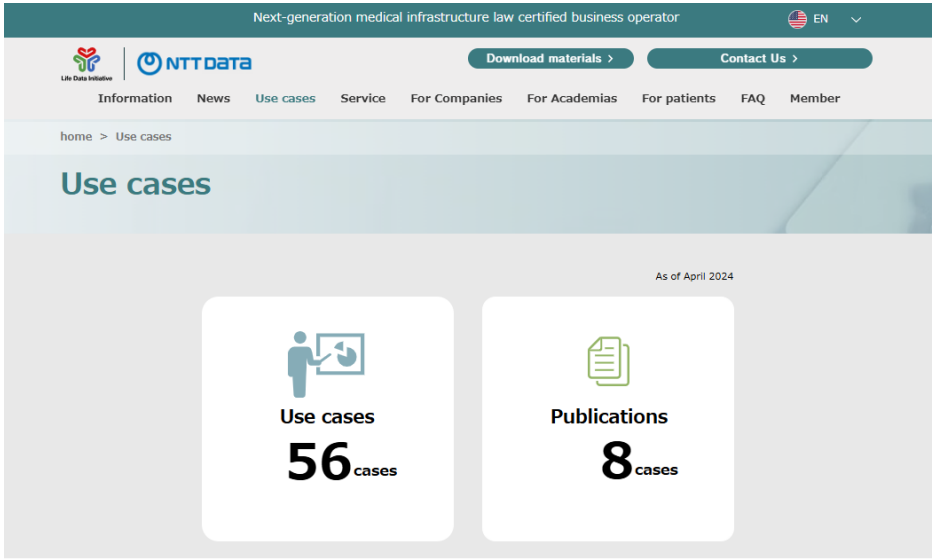 Next-generation medical infrastructure law certified business operator
EN
Life Data Initiative
NTT DATA
Download materials >
Contact Us >
Information News Use cases Service For Companies For Academias For patients FAQ Member
home > Use cases
Use cases
As of April 2024
Use cases
56 cases
Publications
8 cases